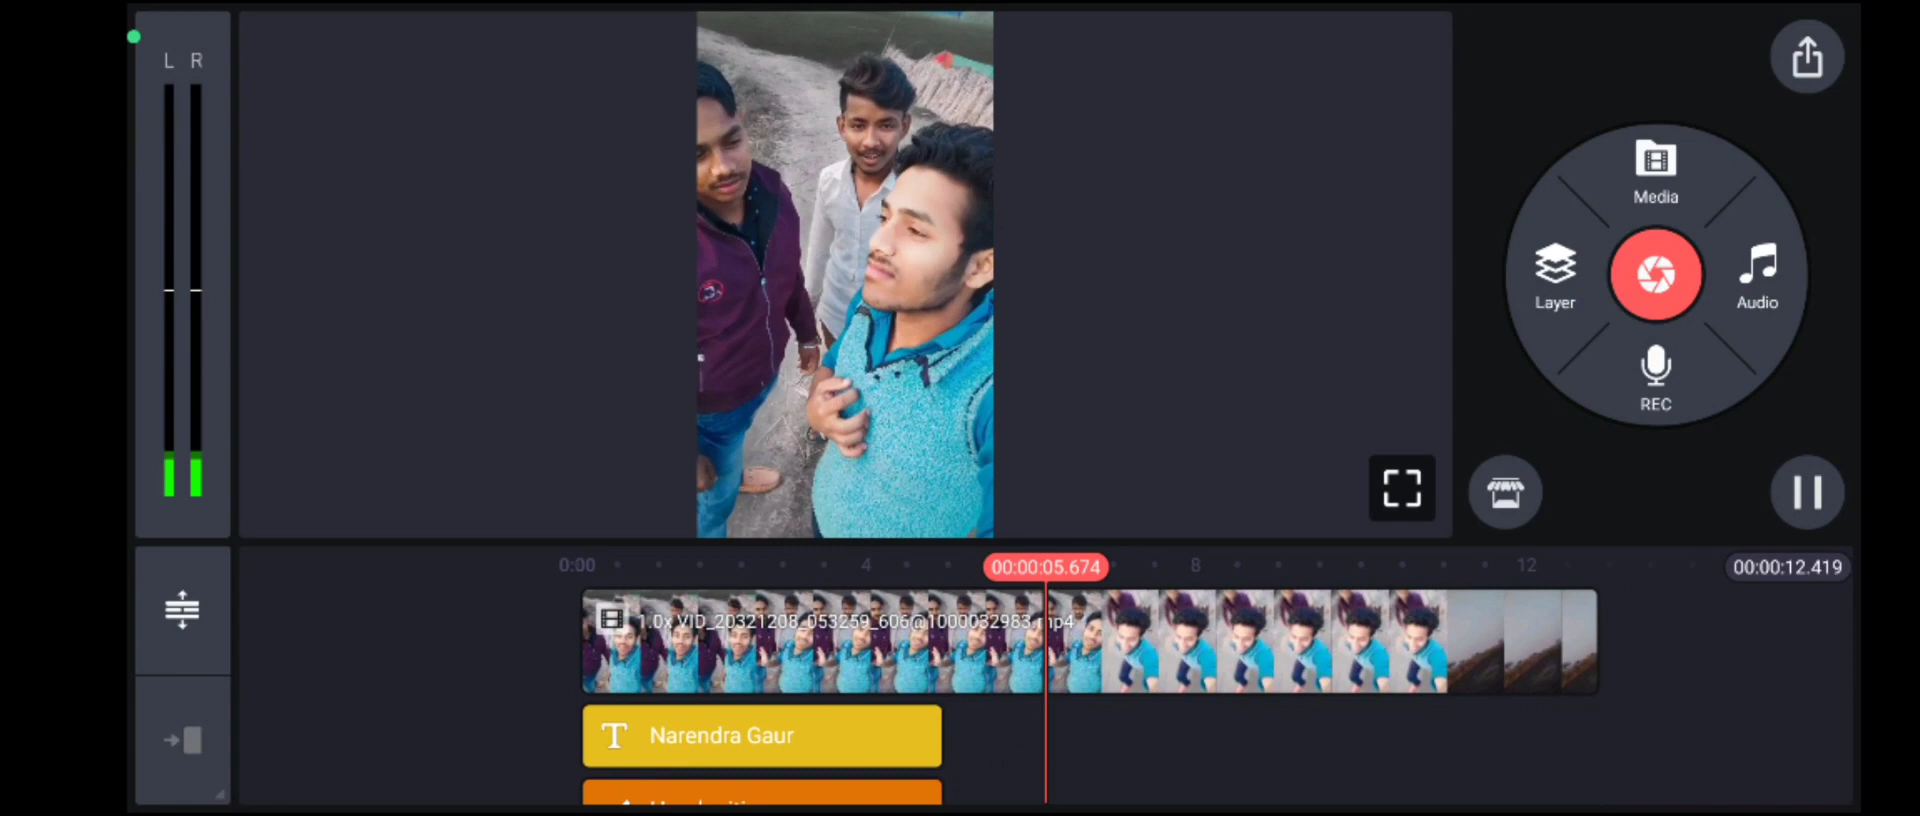 L R
Media
Layer
Audio
REC
0:00 4 00:00:05.674 8 12 00:00:12.419
1.0x VID_20321208_053259_606@1000032983.mp4
T Narendra Gaur